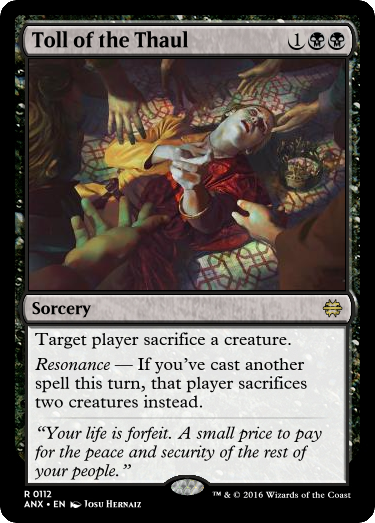 Toll of the Thaul 1
Sorcery
Target player sacrifice a creature.
Resonance — If you've cast another
spell this turn, that player sacrifices
two creatures instead.
"Your life is forfeit. A small price to pay
for the peace and security of the rest of
your people."
R 0112
ANX • EN Josu Hernaiz
™ & © 2016 Wizards of the Coast